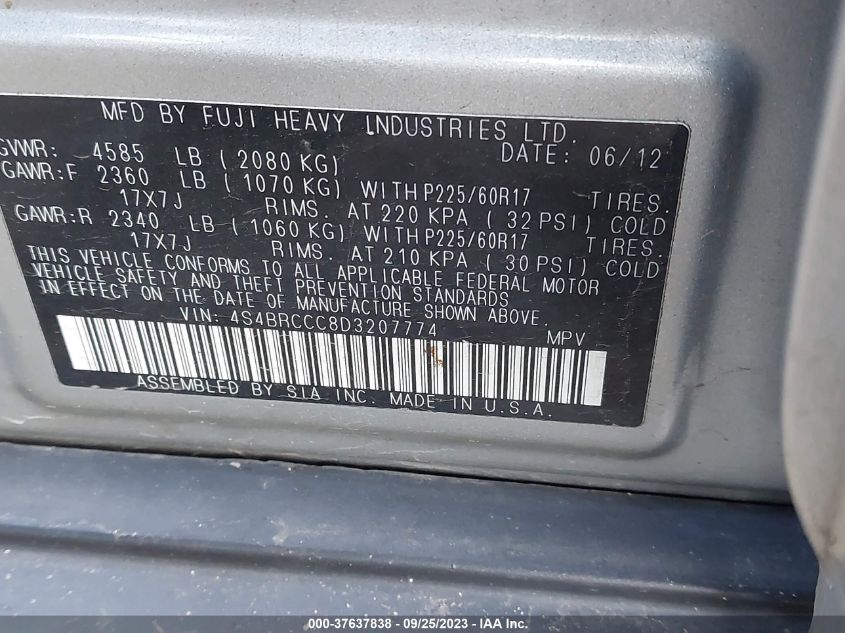 MFD BY FUJI HEAVY INDUSTRIES LTD.
DATE: 06/12
GVWR: 4585 LB (2080 KG)
GAWR:F 2360 LB (1070 KG) WITH P225/60R17 TIRES.
17X7J RIMS. AT 220 KPA (32 PSI) COLD
GAWR:R 2340 LB (1060 KG) WITH P225/60R17 TIRES.
17X7J RIMS. AT 210 KPA (30 PSI) COLD
THIS VEHICLE CONFORMS TO ALL APPLICABLE FEDERAL MOTOR
VEHICLE SAFETY AND THEFT PREVENTION STANDARDS
IN EFFECT ON THE DATE OF MANUFACTURE SHOWN ABOVE.
VIN: 4S4BRCCC8D3207774 MPV
ASSEMBLED BY SIA INC. MADE IN U.S.A.
000-37637838 - 09/25/2023 - IAAI.com